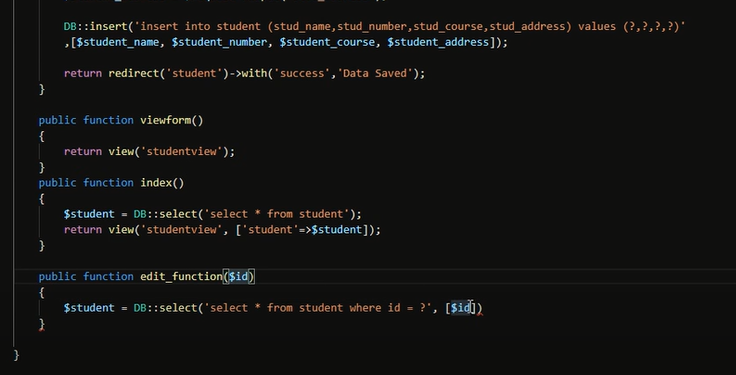 DB::insert('insert into student (stud_name,stud_number,stud_course,stud_address) values (?,?,?,?)'
,[$student_name, $student_number, $student_course, $student_address]);
return redirect('student')->with('success','Data Saved');
}
public function viewform()
{
return view('studentview');
}
public function index()
{
$student = DB::select('select * from student');
return view('studentview', ['student'=>$student]);
}
public function edit_function($id)
{
$student = DB::select('select * from student where id = ?', [$id])
}
}